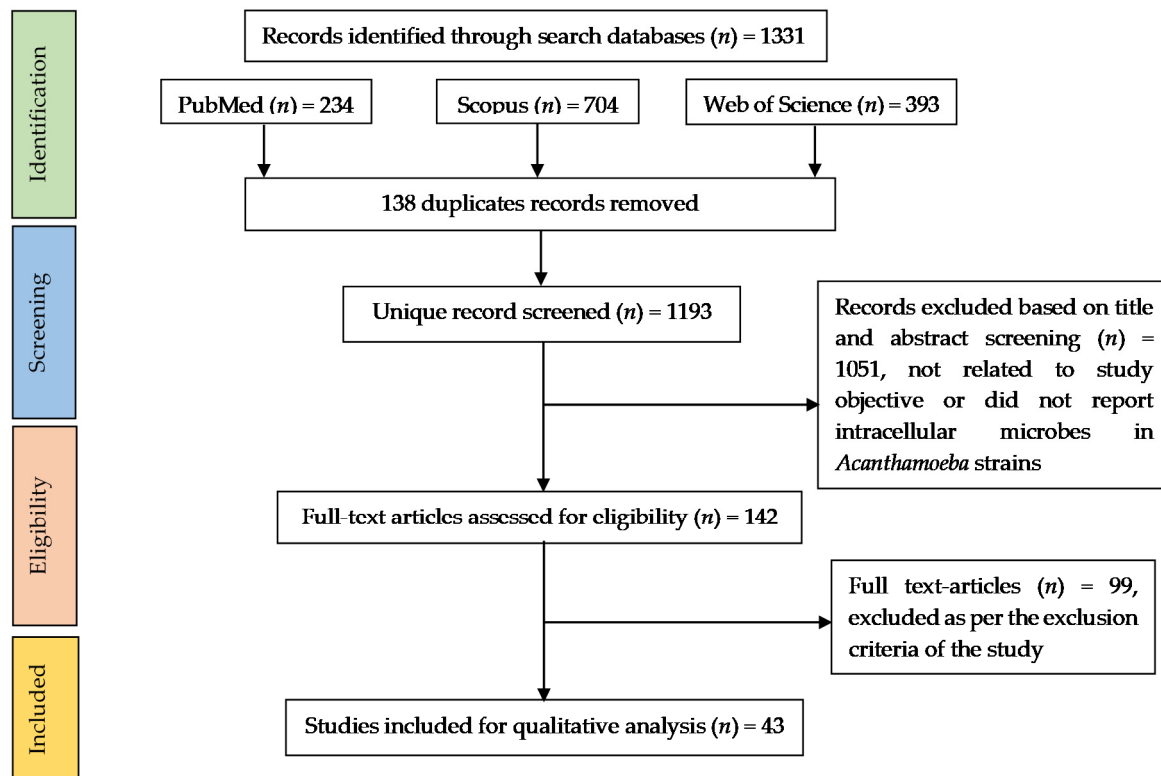 Identification
Records identified through search databases (n) = 1331
PubMed (n) = 234
Scopus (n) = 704
Web of Science (n) = 393
138 duplicates records removed
Screening
Unique record screened (n) = 1193
Records excluded based on title
and abstract screening (n) =
1051, not related to study
objective or did not report
intracellular microbes in
Acanthamoeba strains
Eligibility
Full-text articles assessed for eligibility (n) = 142
Full text-articles (n) = 99,
excluded as per the exclusion
criteria of the study
Included
Studies included for qualitative analysis (n) = 43